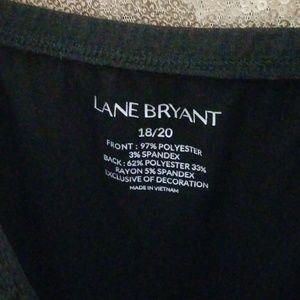 LANE BRYANT
18/20
FRONT : 97% POLYESTER
3% SPANDEX
BACK : 62% POLYESTER 33%
RAYON 5% SPANDEX
EXCLUSIVE OF DECORATION
MADE IN VIETNAM